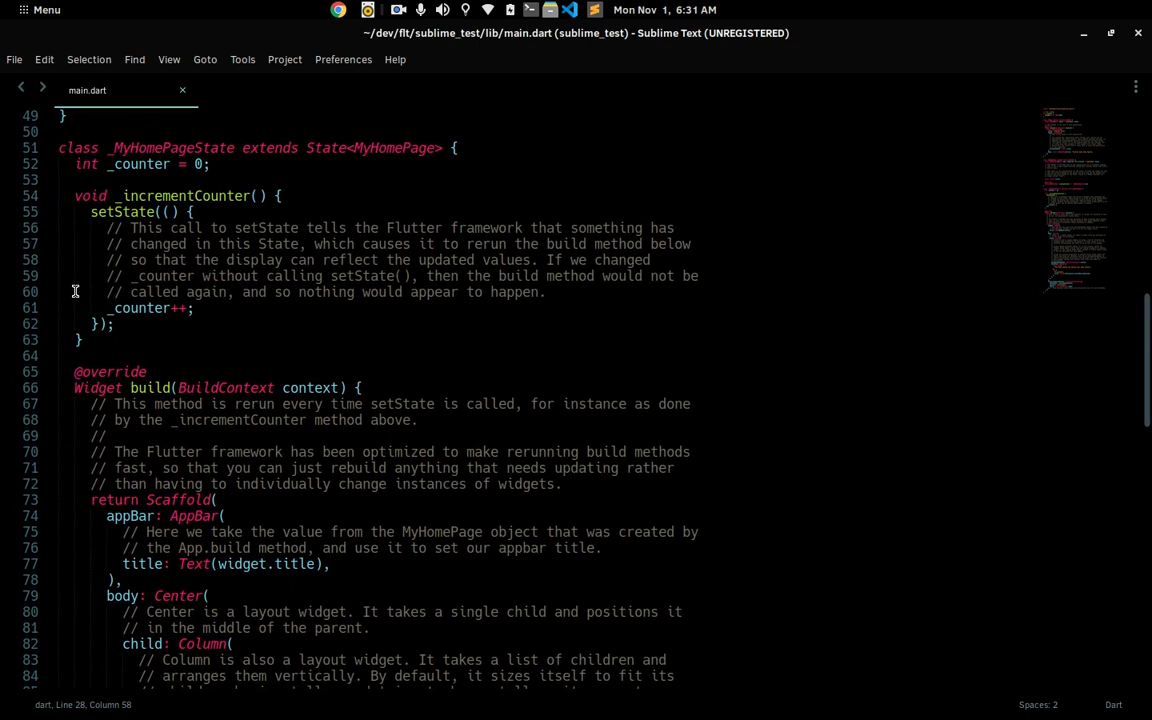 Menu
Mon Nov 1, 6:31 AM
~/dev/flt/sublime_test/lib/main.dart (sublime_test) - Sublime Text (UNREGISTERED)
File Edit Selection Find View Goto Tools Project Preferences Help
main.dart
49 }
50
51 class _MyHomePageState extends State<MyHomePage> {
52 int _counter = 0;
53
54 void _incrementCounter() {
55 setState(() {
56 // This call to setState tells the Flutter framework that something has
57 // changed in this State, which causes it to rerun the build method below
58 // so that the display can reflect the updated values. If we changed
59 // _counter without calling setState(), then the build method would not be
60 // called again, and so nothing would appear to happen.
61 _counter++;
62 });
63 }
64
65 @override
66 Widget build(BuildContext context) {
67 // This method is rerun every time setState is called, for instance as done
68 // by the _incrementCounter method above.
69 //
70 // The Flutter framework has been optimized to make rerunning build methods
71 // fast, so that you can just rebuild anything that needs updating rather
72 // than having to individually change instances of widgets.
73 return Scaffold(
74 appBar: AppBar(
75 // Here we take the value from the MyHomePage object that was created by
76 // the App.build method, and use it to set our appbar title.
77 title: Text(widget.title),
78 ),
79 body: Center(
80 // Center is a layout widget. It takes a single child and positions it
81 // in the middle of the parent.
82 child: Column(
83 // Column is also a layout widget. It takes a list of children and
84 // arranges them vertically. By default, it sizes itself to fit its
dart, Line 28, Column 58
Spaces: 2
Dart